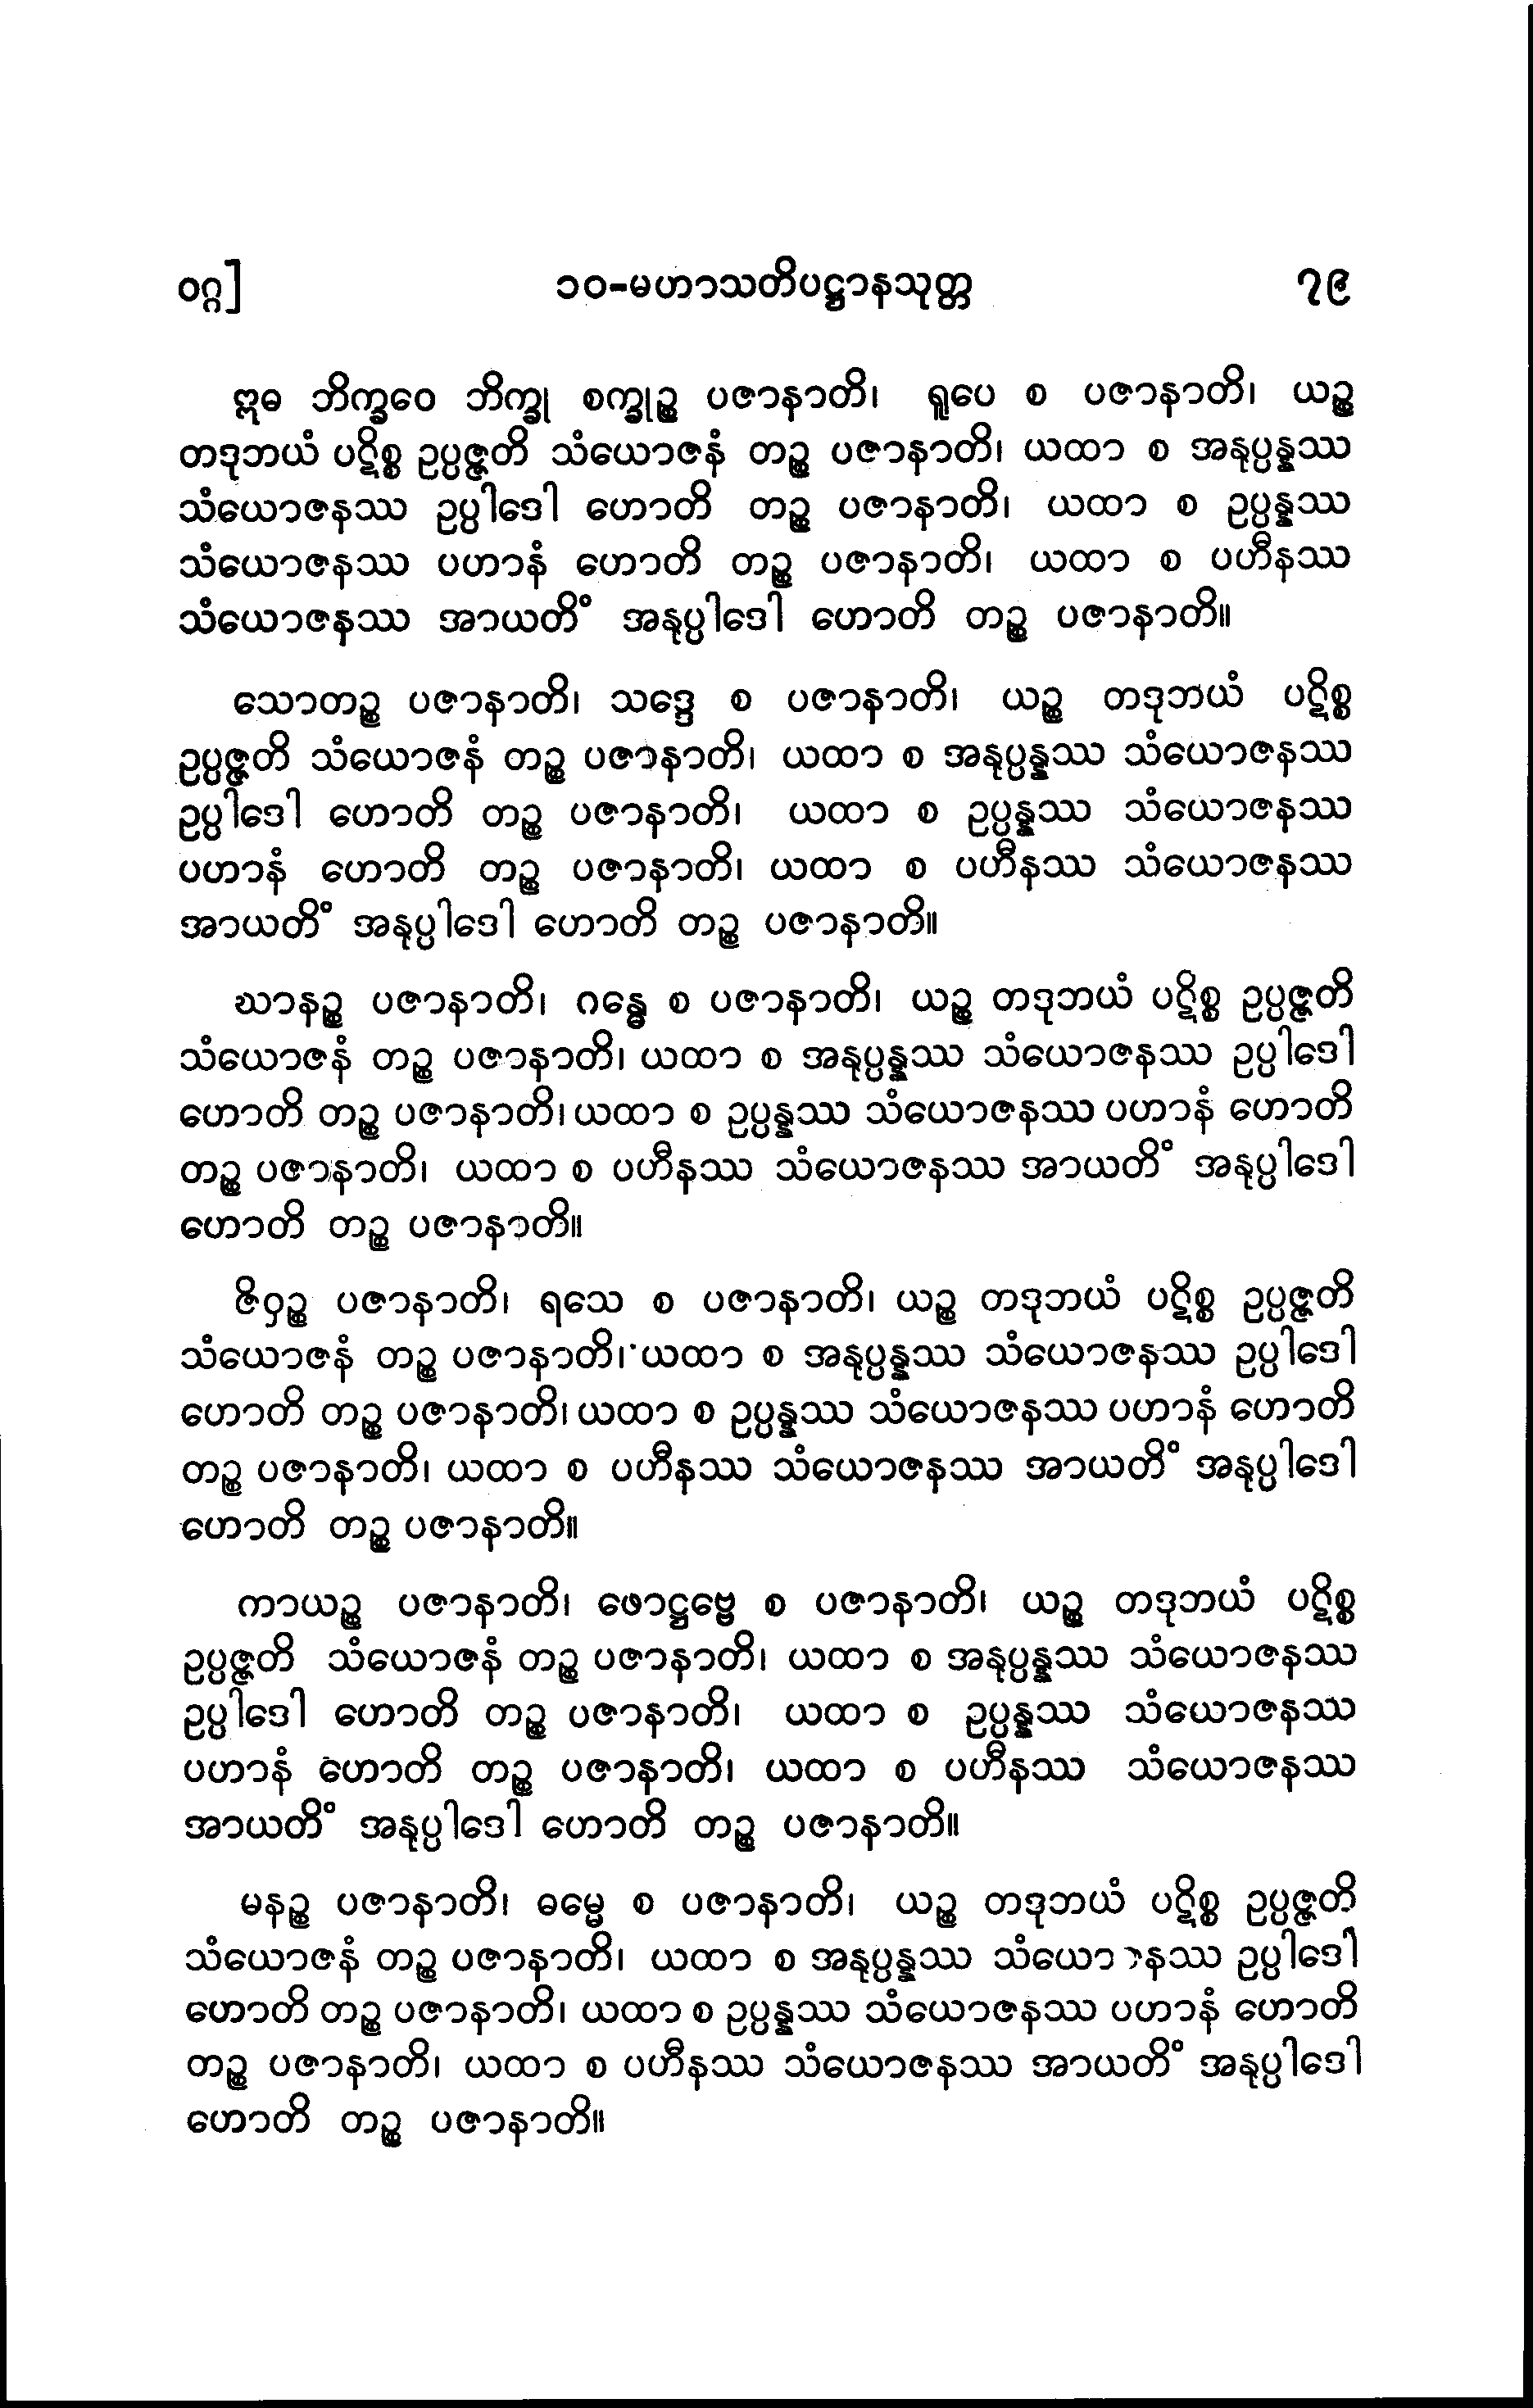 ဝဂ္ဂ] ၁၀-မဟာသတိပဋ္ဌာနသုတ္တ ၇၉
ဣဓ ဘိက္ခဝေ ဘိက္ခု စက္ခုဉ္စ ပဇာနာတိ၊ ရူပေ စ ပဇာနာတိ၊ ယဉ္စ
တဒုဘယံ ပဋိစ္စ ဥပ္ပဇ္ဇတိ သံယောဇနံ တဉ္စ ပဇာနာတိ၊ ယထာ စ အနုပ္ပန္နဿ
သံယောဇနဿ ဥပ္ပါဒေါ ဟောတိ တဉ္စ ပဇာနာတိ၊ ယထာ စ ဥပ္ပန္နဿ
သံယောဇနဿ ပဟာနံ ဟောတိ တဉ္စ ပဇာနာတိ၊ ယထာ စ ပဟီနဿ
သံယောဇနဿ အာယတိံ အနုပ္ပါဒေါ ဟောတိ တဉ္စ ပဇာနာတိ။
သောတဉ္စ ပဇာနာတိ၊ သဒ္ဒေ စ ပဇာနာတိ၊ ယဉ္စ တဒုဘယံ ပဋိစ္စ
ဥပ္ပဇ္ဇတိ သံယောဇနံ တဉ္စ ပဇာနာတိ၊ ယထာ စ အနုပ္ပန္နဿ သံယောဇနဿ
ဥပ္ပါဒေါ ဟောတိ တဉ္စ ပဇာနာတိ၊ ယထာ စ ဥပ္ပန္နဿ သံယောဇနဿ
ပဟာနံ ဟောတိ တဉ္စ ပဇာနာတိ၊ ယထာ စ ပဟီနဿ သံယောဇနဿ
အာယတိံ အနုပ္ပါဒေါ ဟောတိ တဉ္စ ပဇာနာတိ။
ဃာနဉ္စ ပဇာနာတိ၊ ဂန္ဓေ စ ပဇာနာတိ၊ ယဉ္စ တဒုဘယံ ပဋိစ္စ ဥပ္ပဇ္ဇတိ
သံယောဇနံ တဉ္စ ပဇာနာတိ၊ ယထာ စ အနုပ္ပန္နဿ သံယောဇနဿ ဥပ္ပါဒေါ
ဟောတိ တဉ္စ ပဇာနာတိ၊ ယထာ စ ဥပ္ပန္နဿ သံယောဇနဿ ပဟာနံ ဟောတိ
တဉ္စ ပဇာနာတိ၊ ယထာ စ ပဟီနဿ သံယောဇနဿ အာယတိံ အနုပ္ပါဒေါ
ဟောတိ တဉ္စ ပဇာနာတိ။
ဇိဝှဉ္စ ပဇာနာတိ၊ ရသေ စ ပဇာနာတိ၊ ယဉ္စ တဒုဘယံ ပဋိစ္စ ဥပ္ပဇ္ဇတိ
သံယောဇနံ တဉ္စ ပဇာနာတိ၊ ယထာ စ အနုပ္ပန္နဿ သံယောဇနဿ ဥပ္ပါဒေါ
ဟောတိ တဉ္စ ပဇာနာတိ၊ ယထာ စ ဥပ္ပန္နဿ သံယောဇနဿ ပဟာနံ ဟောတိ
တဉ္စ ပဇာနာတိ၊ ယထာ စ ပဟီနဿ သံယောဇနဿ အာယတိံ အနုပ္ပါဒေါ
ဟောတိ တဉ္စ ပဇာနာတိ။
ကာယဉ္စ ပဇာနာတိ၊ ဖောဋ္ဌဗ္ဗေ စ ပဇာနာတိ၊ ယဉ္စ တဒုဘယံ ပဋိစ္စ
ဥပ္ပဇ္ဇတိ သံယောဇနံ တဉ္စ ပဇာနာတိ၊ ယထာ စ အနုပ္ပန္နဿ သံယောဇနဿ
ဥပ္ပါဒေါ ဟောတိ တဉ္စ ပဇာနာတိ၊ ယထာ စ ဥပ္ပန္နဿ သံယောဇနဿ
ပဟာနံ ဟောတိ တဉ္စ ပဇာနာတိ၊ ယထာ စ ပဟီနဿ သံယောဇနဿ
အာယတိံ အနုပ္ပါဒေါ ဟောတိ တဉ္စ ပဇာနာတိ။
မနဉ္စ ပဇာနာတိ၊ ဓမ္မေ စ ပဇာနာတိ၊ ယဉ္စ တဒုဘယံ ပဋိစ္စ ဥပ္ပဇ္ဇတိ
သံယောဇနံ တဉ္စ ပဇာနာတိ၊ ယထာ စ အနုပ္ပန္နဿ သံယောဇနဿ ဥပ္ပါဒေါ
ဟောတိ တဉ္စ ပဇာနာတိ၊ ယထာ စ ဥပ္ပန္နဿ သံယောဇနဿ ပဟာနံ ဟောတိ
တဉ္စ ပဇာနာတိ၊ ယထာ စ ပဟီနဿ သံယောဇနဿ အာယတိံ အနုပ္ပါဒေါ
ဟောတိ တဉ္စ ပဇာနာတိ။